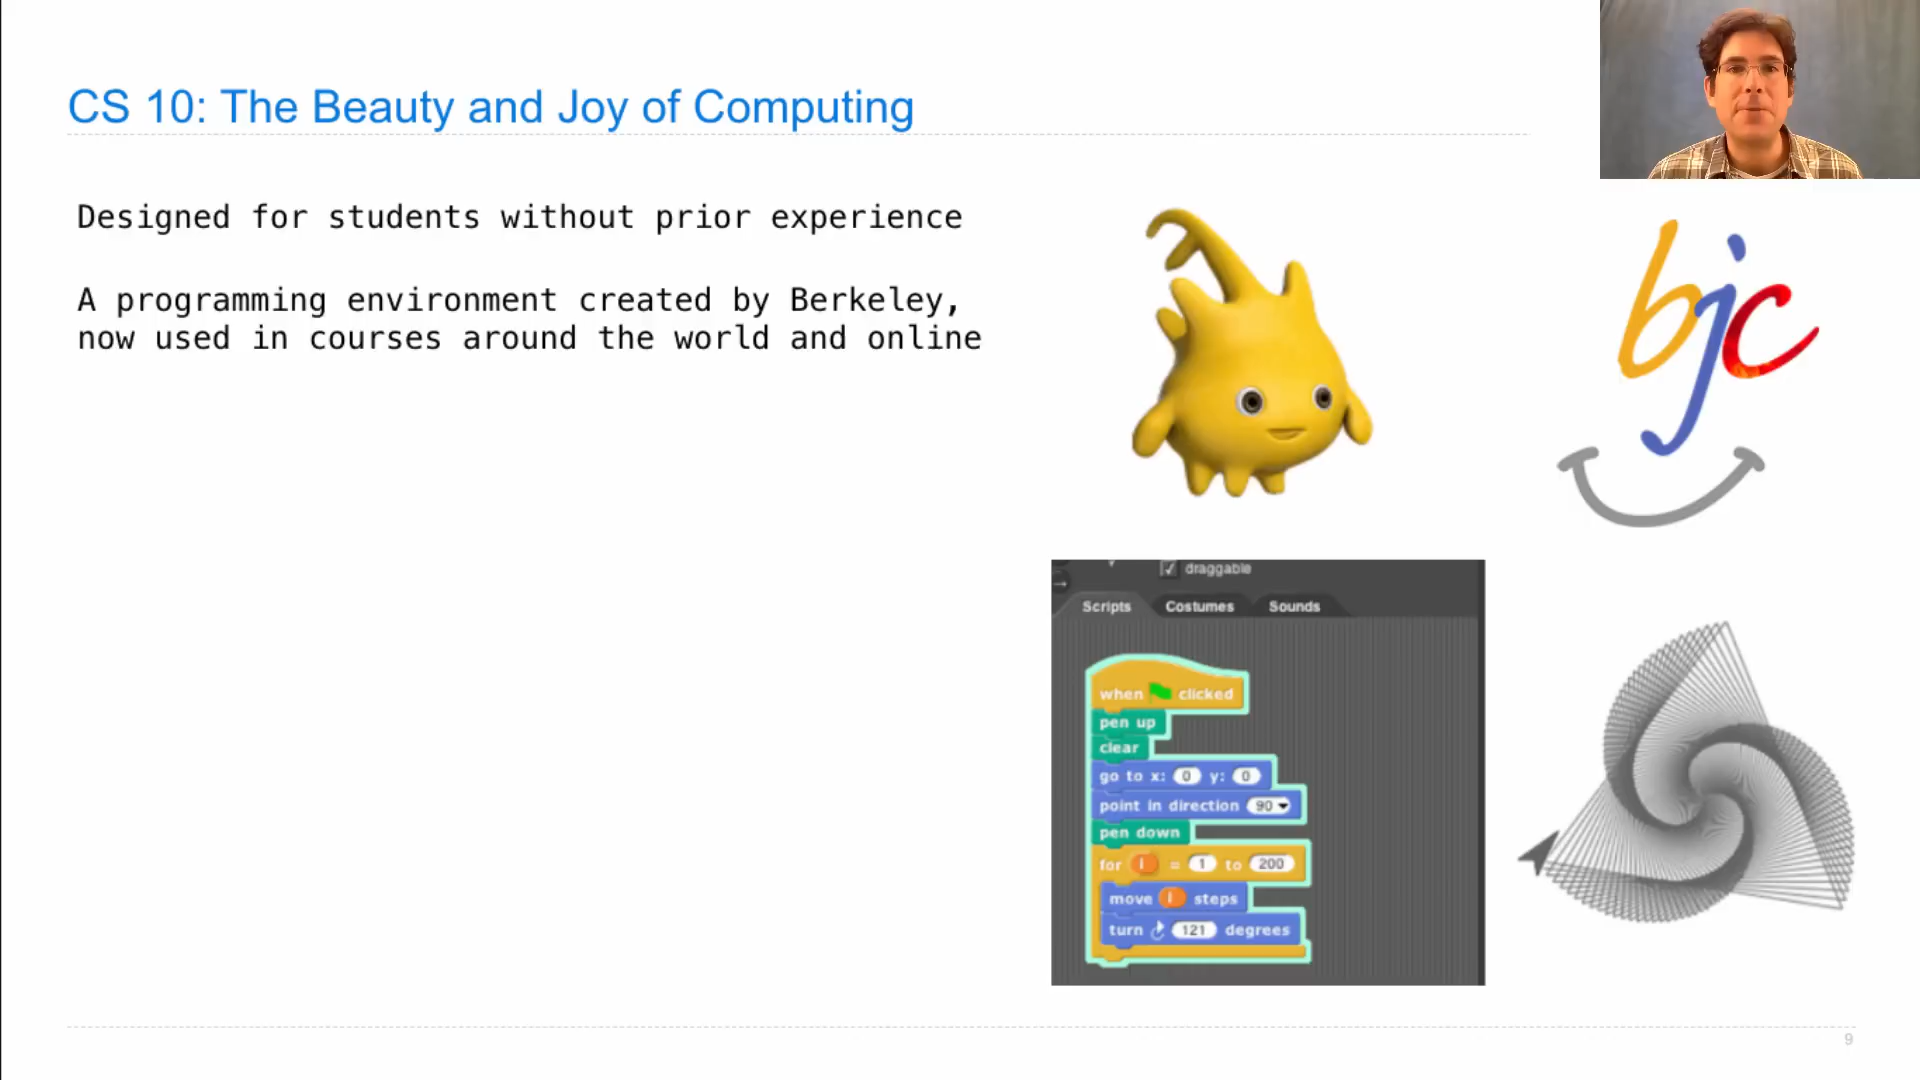 CS 10: The Beauty and Joy of Computing
Designed for students without prior experience
A programming environment created by Berkeley,
now used in courses around the world and online
bjc
draggable
Scripts Costumes Sounds
when clicked
pen up
clear
go to x: 0 y: 0
point in direction 90
pen down
for i = 1 to 200
move i steps
turn 121 degrees
9